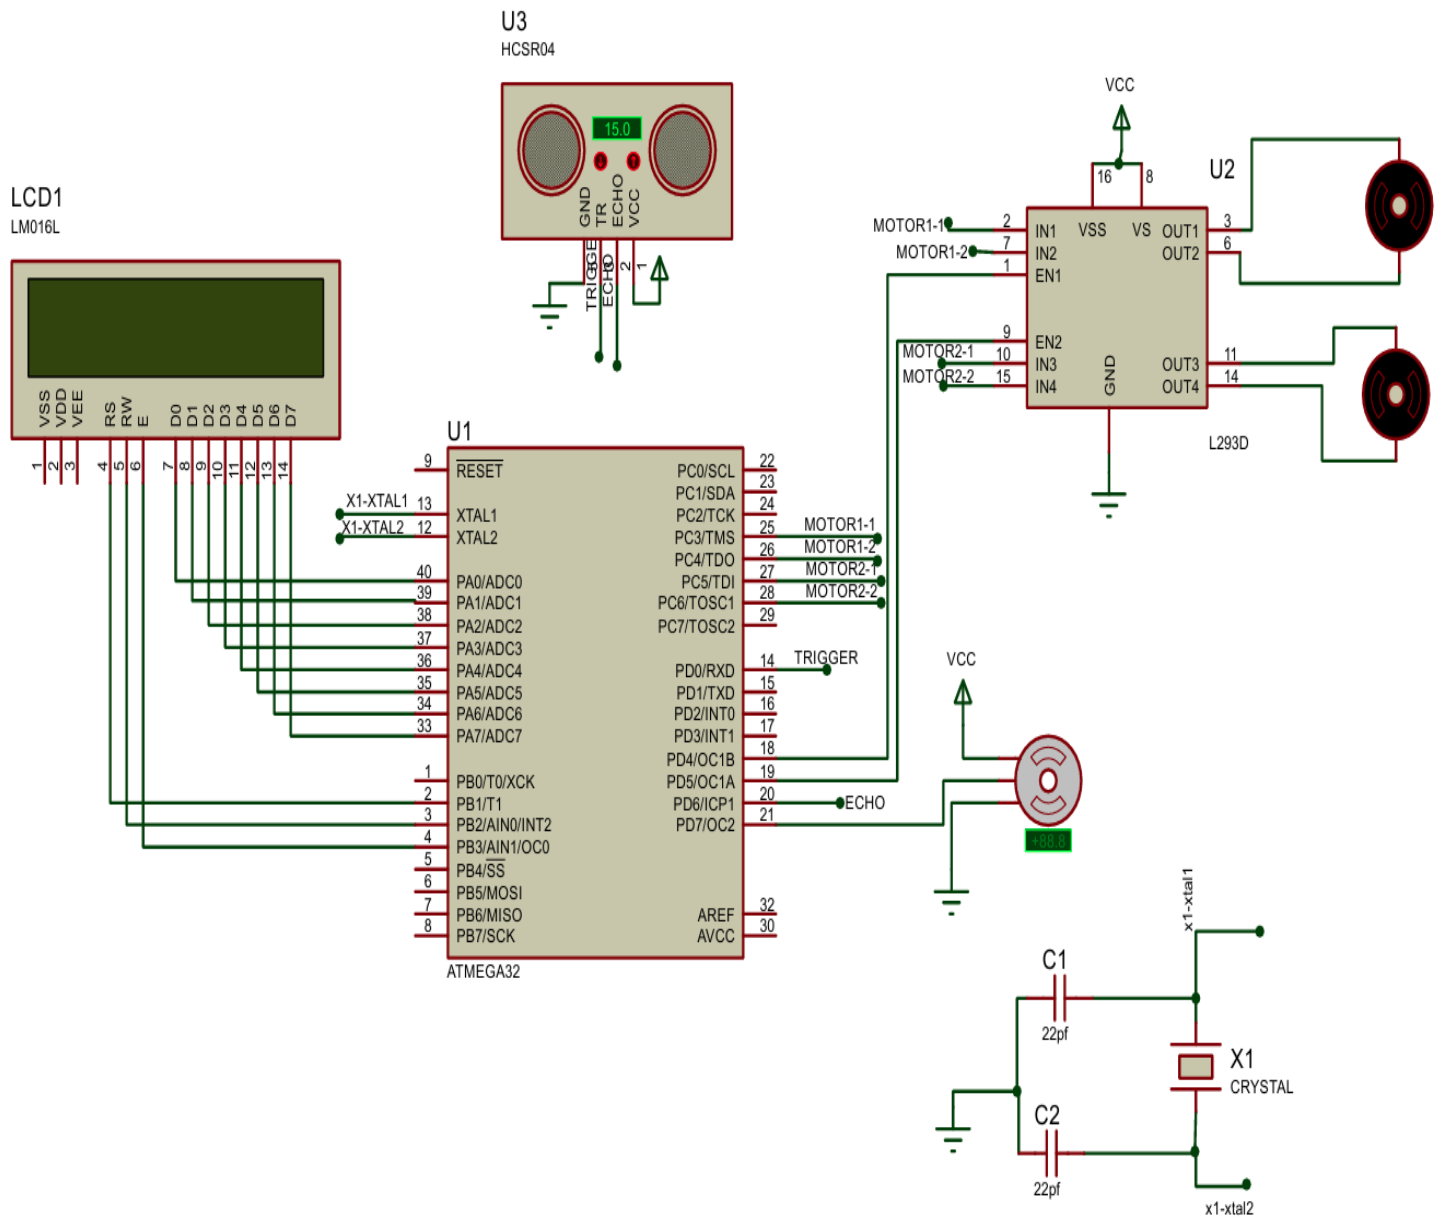 U3
HCSR04
15.0
GND
TR
ECHO
VCC
TRIGGER
ECHO
2
1
LCD1
LM016L
VSS
VDD
VEE
RS
RW
E
D0
D1
D2
D3
D4
D5
D6
D7
1
2
3
4
5
6
7
8
9
10
11
12
13
14
VCC
U2
16
8
MOTOR1-1
2
IN1
VSS
VS
OUT1
3
MOTOR1-2
7
IN2
OUT2
6
1
EN1
9
EN2
MOTOR2-1
10
IN3
OUT3
11
MOTOR2-2
15
IN4
OUT4
14
GND
L293D
U1
9
RESET
X1-XTAL1
13
XTAL1
X1-XTAL2
12
XTAL2
40
PA0/ADC0
39
PA1/ADC1
38
PA2/ADC2
37
PA3/ADC3
36
PA4/ADC4
35
PA5/ADC5
34
PA6/ADC6
33
PA7/ADC7
1
PB0/T0/XCK
2
PB1/T1
3
PB2/AIN0/INT2
4
PB3/AIN1/OC0
5
PB4/SS
6
PB5/MOSI
7
PB6/MISO
8
PB7/SCK
PC0/SCL
22
PC1/SDA
23
PC2/TCK
24
PC3/TMS
25
MOTOR1-1
PC4/TDO
26
MOTOR1-2
PC5/TDI
27
MOTOR2-1
PC6/TOSC1
28
MOTOR2-2
PC7/TOSC2
29
PD0/RXD
14
TRIGGER
PD1/TXD
15
PD2/INT0
16
PD3/INT1
17
PD4/OC1B
18
PD5/OC1A
19
PD6/ICP1
20
ECHO
PD7/OC2
21
AREF
32
AVCC
30
ATMEGA32
VCC
+88.8
x1-xtal1
C1
22pf
X1
CRYSTAL
C2
22pf
x1-xtal2